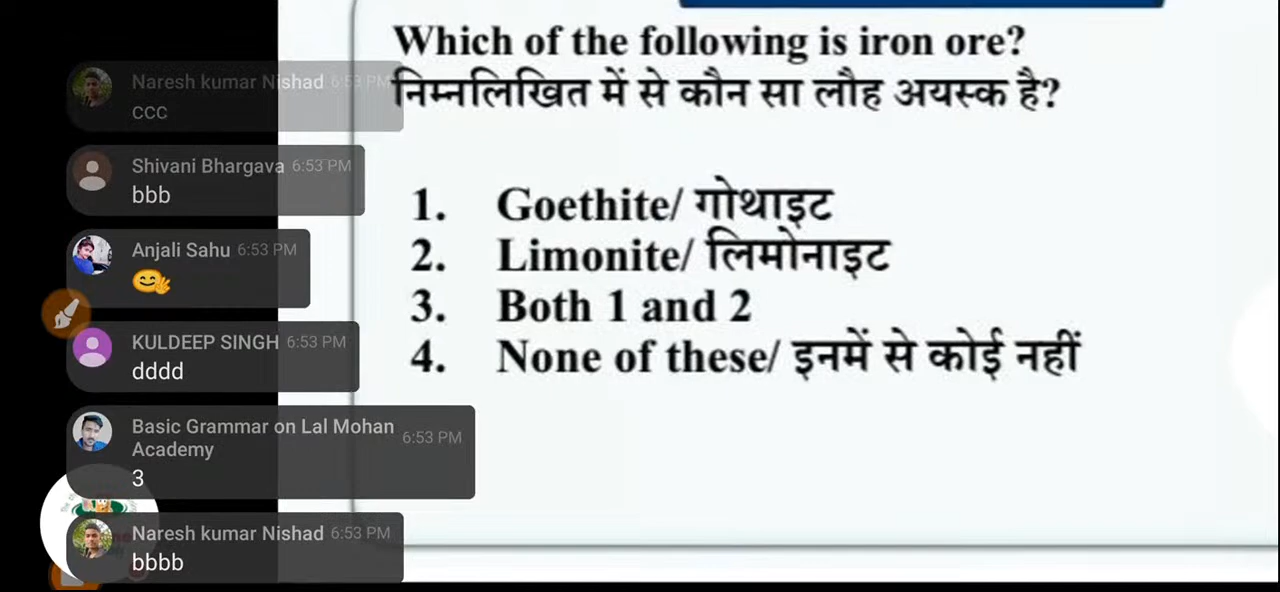 Which of the following is iron ore?
निम्नलिखित में से कौन सा लौह अयस्क है?
1. Goethite/ गोथाइट
2. Limonite/ लिमोनाइट
3. Both 1 and 2
4. None of these/ इनमें से कोई नहीं
Naresh kumar Nishad 6:53 PM
ccc
Shivani Bhargava 6:53 PM
bbb
Anjali Sahu 6:53 PM
😊👋
KULDEEP SINGH 6:53 PM
dddd
Basic Grammar on Lal Mohan
Academy 6:53 PM
3
Naresh kumar Nishad 6:53 PM
bbbb